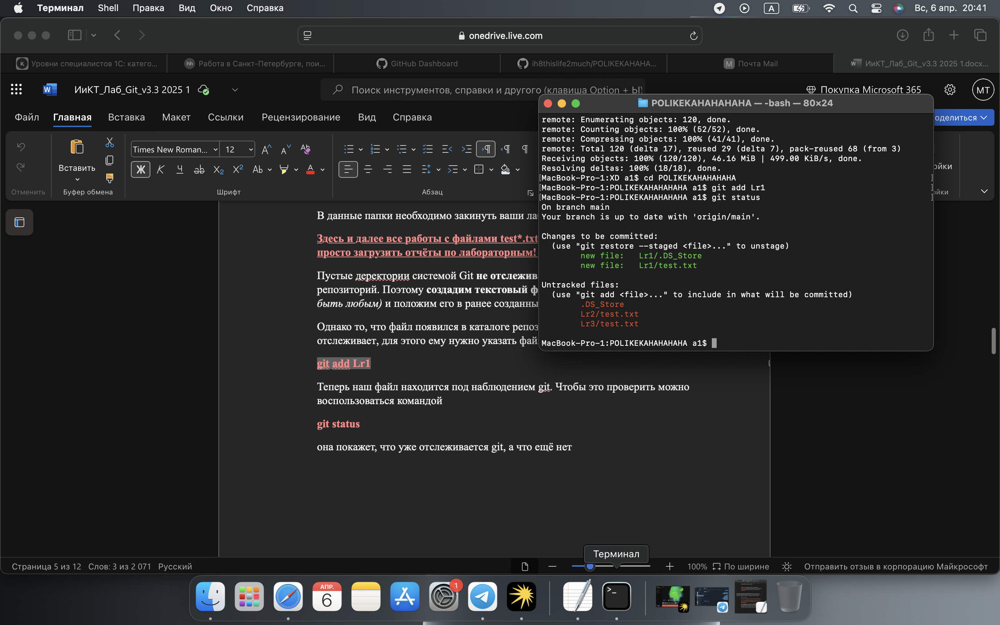 Терминал Shell Правка Вид Окно Справка A Вс, 6 апр. 20:41
onedrive.live.com
Уровни специалистов 1С: катего...
hh Работа в Санкт-Петербурге, пои...
GitHub Dashboard
ih8thislife2much/POLIKEKAHAHA...
M Почта Mail
ИиКТ_Лаб_Git_v3.3 2025 1.docx...
ИиКТ_Лаб_Git_v3.3 2025 1
Поиск инструментов, справки и другого (клавиша Option + Ы)
Покупка Microsoft 365
МТ
Файл Главная Вставка Макет Ссылки Рецензирование Вид Справка
оделиться
Отменить
Вставить
Буфер обмена
Times New Roman... 12
Ж К Ч ab X2 X2 Ab A
Шрифт
Абзац
ойки
ойки
POLIKEKAHAHAHAHA — -bash — 80×24
remote: Enumerating objects: 120, done.
remote: Counting objects: 100% (52/52), done.
remote: Compressing objects: 100% (41/41), done.
remote: Total 120 (delta 17), reused 29 (delta 7), pack-reused 68 (from 3)
Receiving objects: 100% (120/120), 46.16 MiB | 499.00 KiB/s, done.
Resolving deltas: 100% (18/18), done.
[MacBook-Pro-1:XD a1$ cd POLIKEKAHAHAHAHA ]
[MacBook-Pro-1:POLIKEKAHAHAHAHA a1$ git add Lr1 ]
[MacBook-Pro-1:POLIKEKAHAHAHAHA a1$ git status ]
On branch main
Your branch is up to date with 'origin/main'.
Changes to be committed:
(use "git restore --staged <file>..." to unstage)
new file: Lr1/.DS_Store
new file: Lr1/test.txt
Untracked files:
(use "git add <file>..." to include in what will be committed)
.DS_Store
Lr2/test.txt
Lr3/test.txt
MacBook-Pro-1:POLIKEKAHAHAHAHA a1$
В данные папки необходимо закинуть ваши ла
Здесь и далее все работы с файлами test*.txt
просто загрузить отчёты по лабораторным!
Пустые деректории системой Git не отслежив
репозиторий. Поэтому создадим текстовый ф
быть любым) и положим его в ранее созданны
Однако то, что файл появился в каталоге репоз
отслеживает, для этого ему нужно указать фай
git add Lr1
Теперь наш файл находится под наблюдением git. Чтобы это проверить можно
воспользоваться командой
git status
она покажет, что уже отслеживается git, а что ещё нет
Терминал
Страница 5 из 12 Слов: 3 из 2 071 Русский 100% По ширине Отправить отзыв в корпорацию Майкрософт
АПР.
6
1
>_